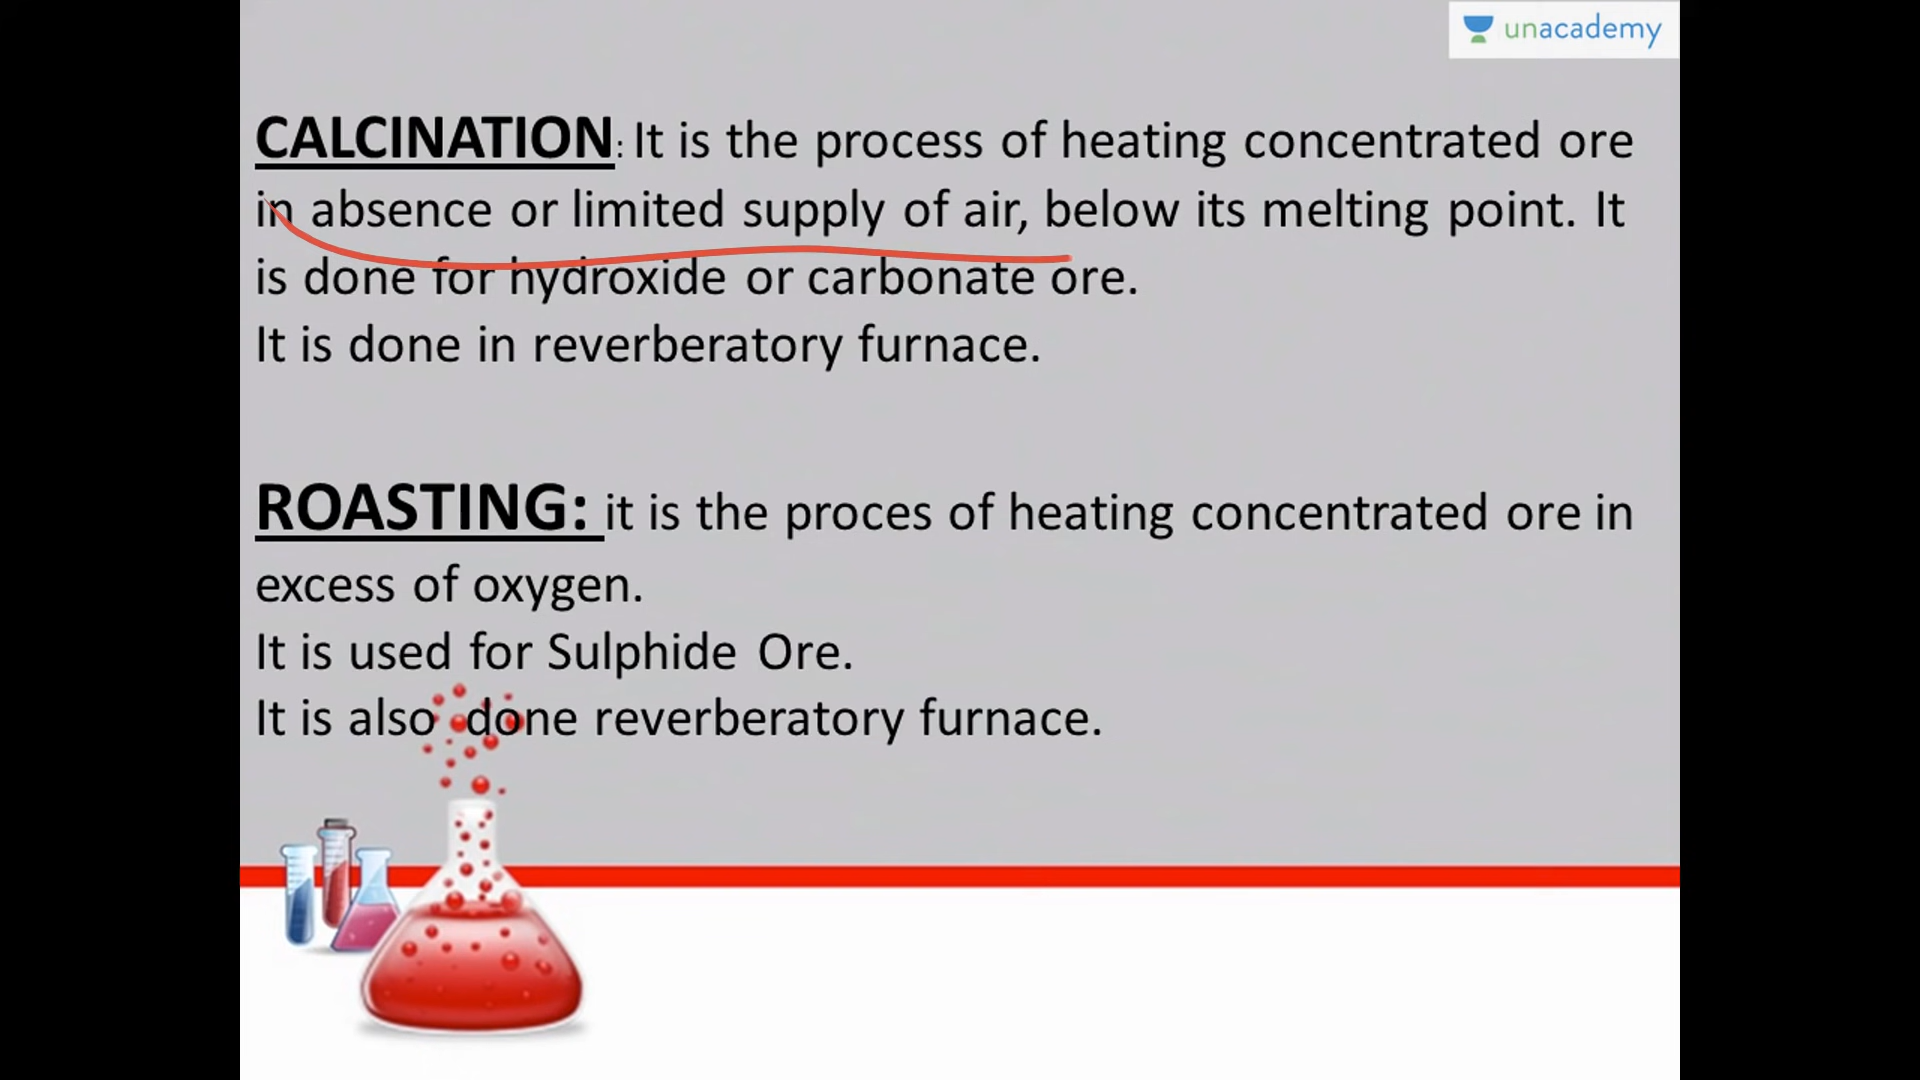 unacademy
CALCINATION: It is the process of heating concentrated ore
in absence or limited supply of air, below its melting point. It
is done for hydroxide or carbonate ore.
It is done in reverberatory furnace.
ROASTING: it is the proces of heating concentrated ore in
excess of oxygen.
It is used for Sulphide Ore.
It is also done reverberatory furnace.